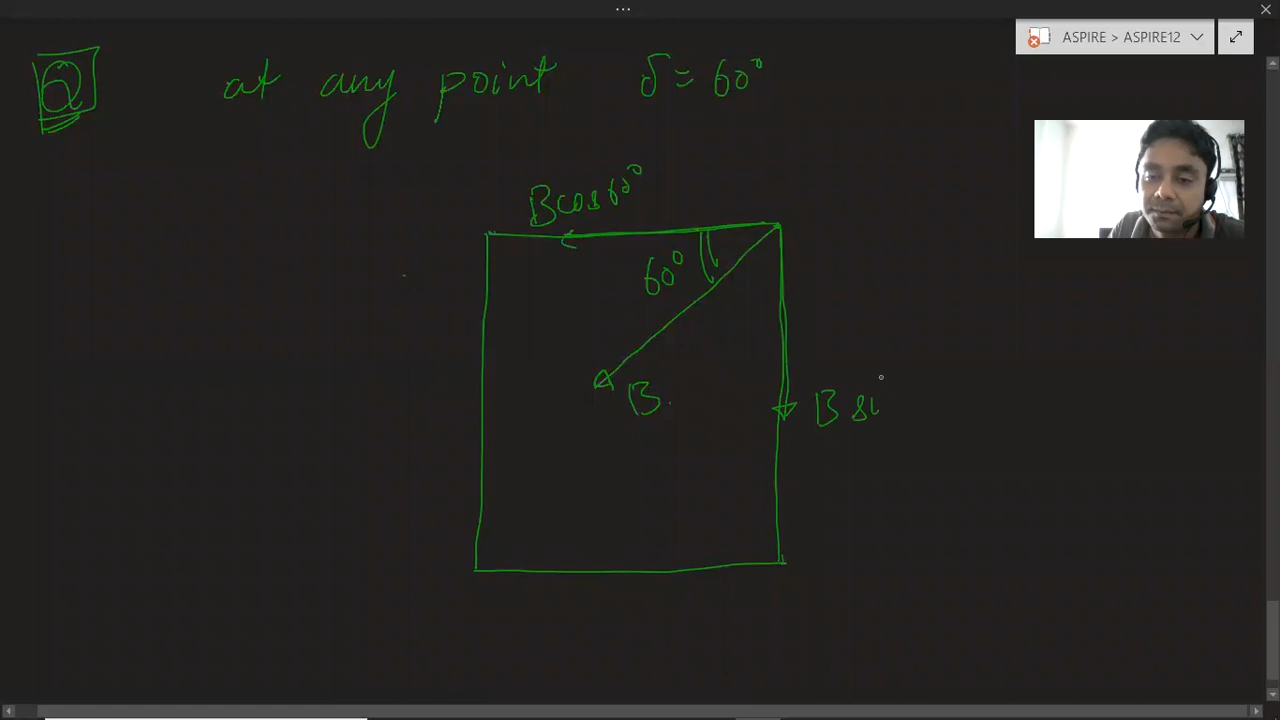 ...
ASPIRE > ASPIRE12
Q at any point δ = 60°
B cos 60°
60°
B
B si